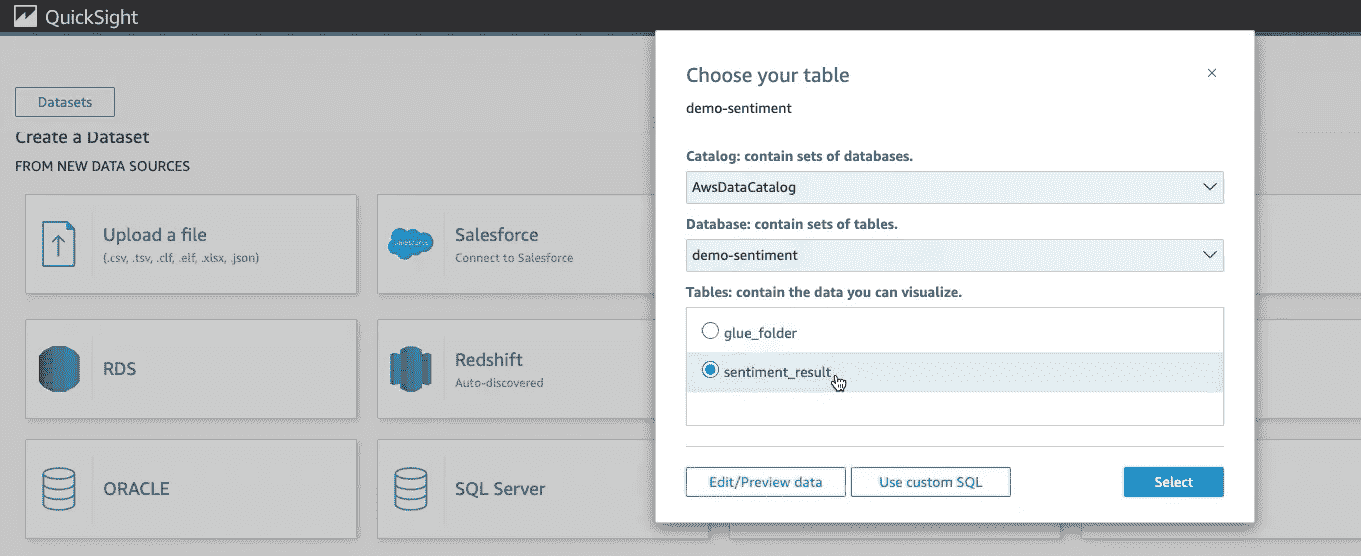 QuickSight
Datasets
Create a Dataset
FROM NEW DATA SOURCES
Upload a file
(.csv, .tsv, .clf, .elf, .xlsx, .json)
Salesforce
Connect to Salesforce
RDS
Redshift
Auto-discovered
ORACLE
SQL Server
Choose your table
demo-sentiment
Catalog: contain sets of databases.
AwsDataCatalog
Database: contain sets of tables.
demo-sentiment
Tables: contain the data you can visualize.
glue_folder
sentiment_result
Edit/Preview data
Use custom SQL
Select